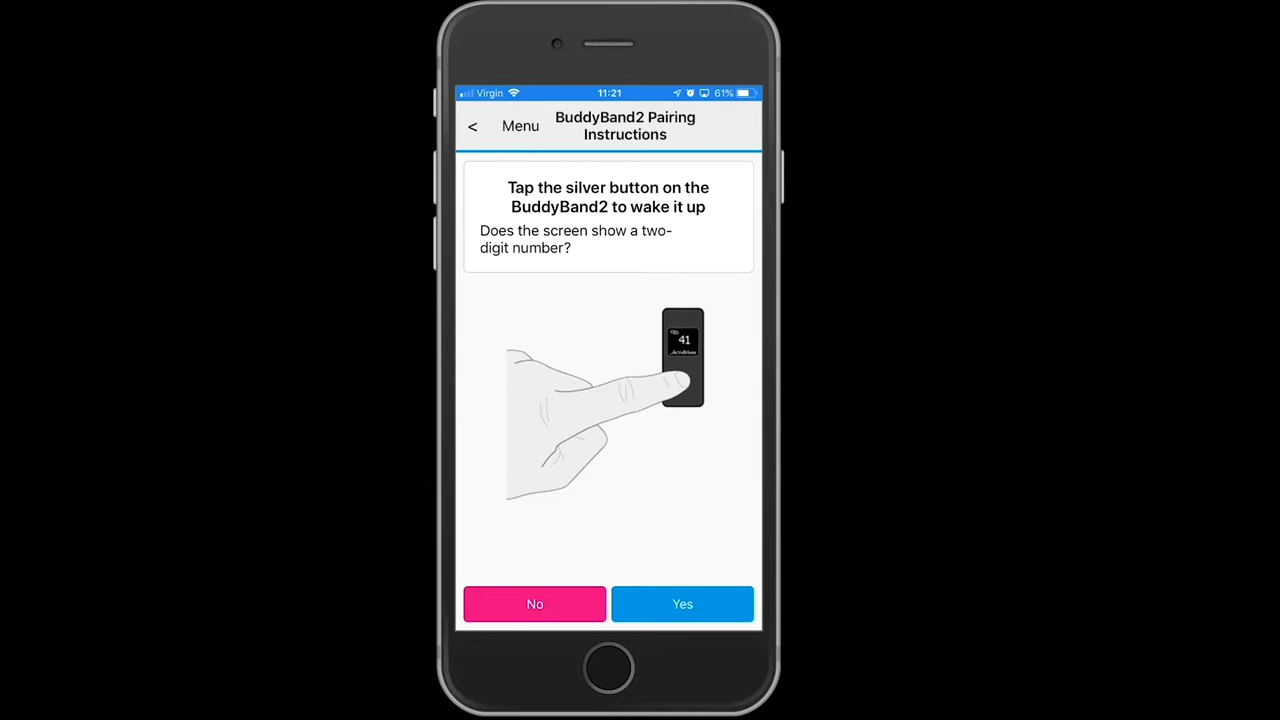 Virgin 11:21 61%
< Menu BuddyBand2 Pairing
Instructions
Tap the silver button on the
BuddyBand2 to wake it up
Does the screen show a two-
digit number?
41
No Yes